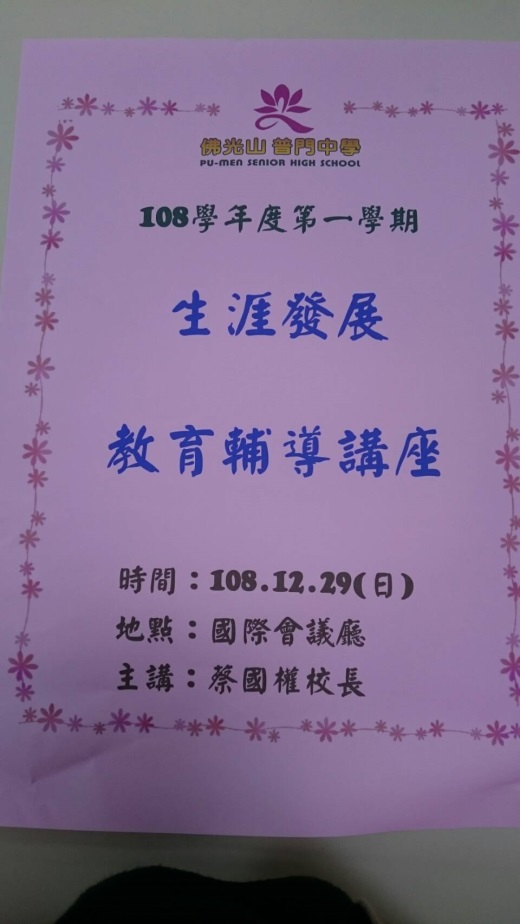 佛光山 普門中學
PU-MEN SENIOR HIGH SCHOOL
108學年度第一學期
生涯發展
教育輔導講座
時間：108.12.29(日)
地點：國際會議廳
主講：蔡國權校長